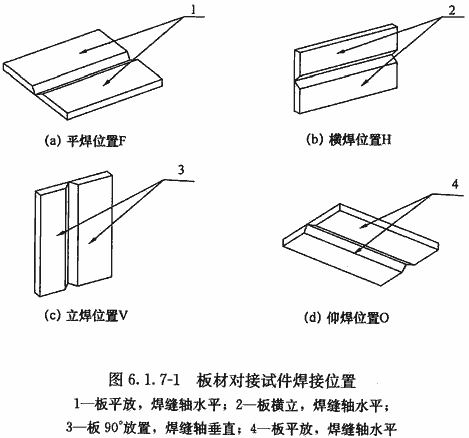 1
2
(a) 平焊位置F
(b) 横焊位置H
3
4
(c) 立焊位置V
(d) 仰焊位置O
图 6.1.7-1 板材对接试件焊接位置
1—板平放，焊缝轴水平；2—板横立，焊缝轴水平；
3—板 90°放置，焊缝轴垂直；4—板平放，焊缝轴水平